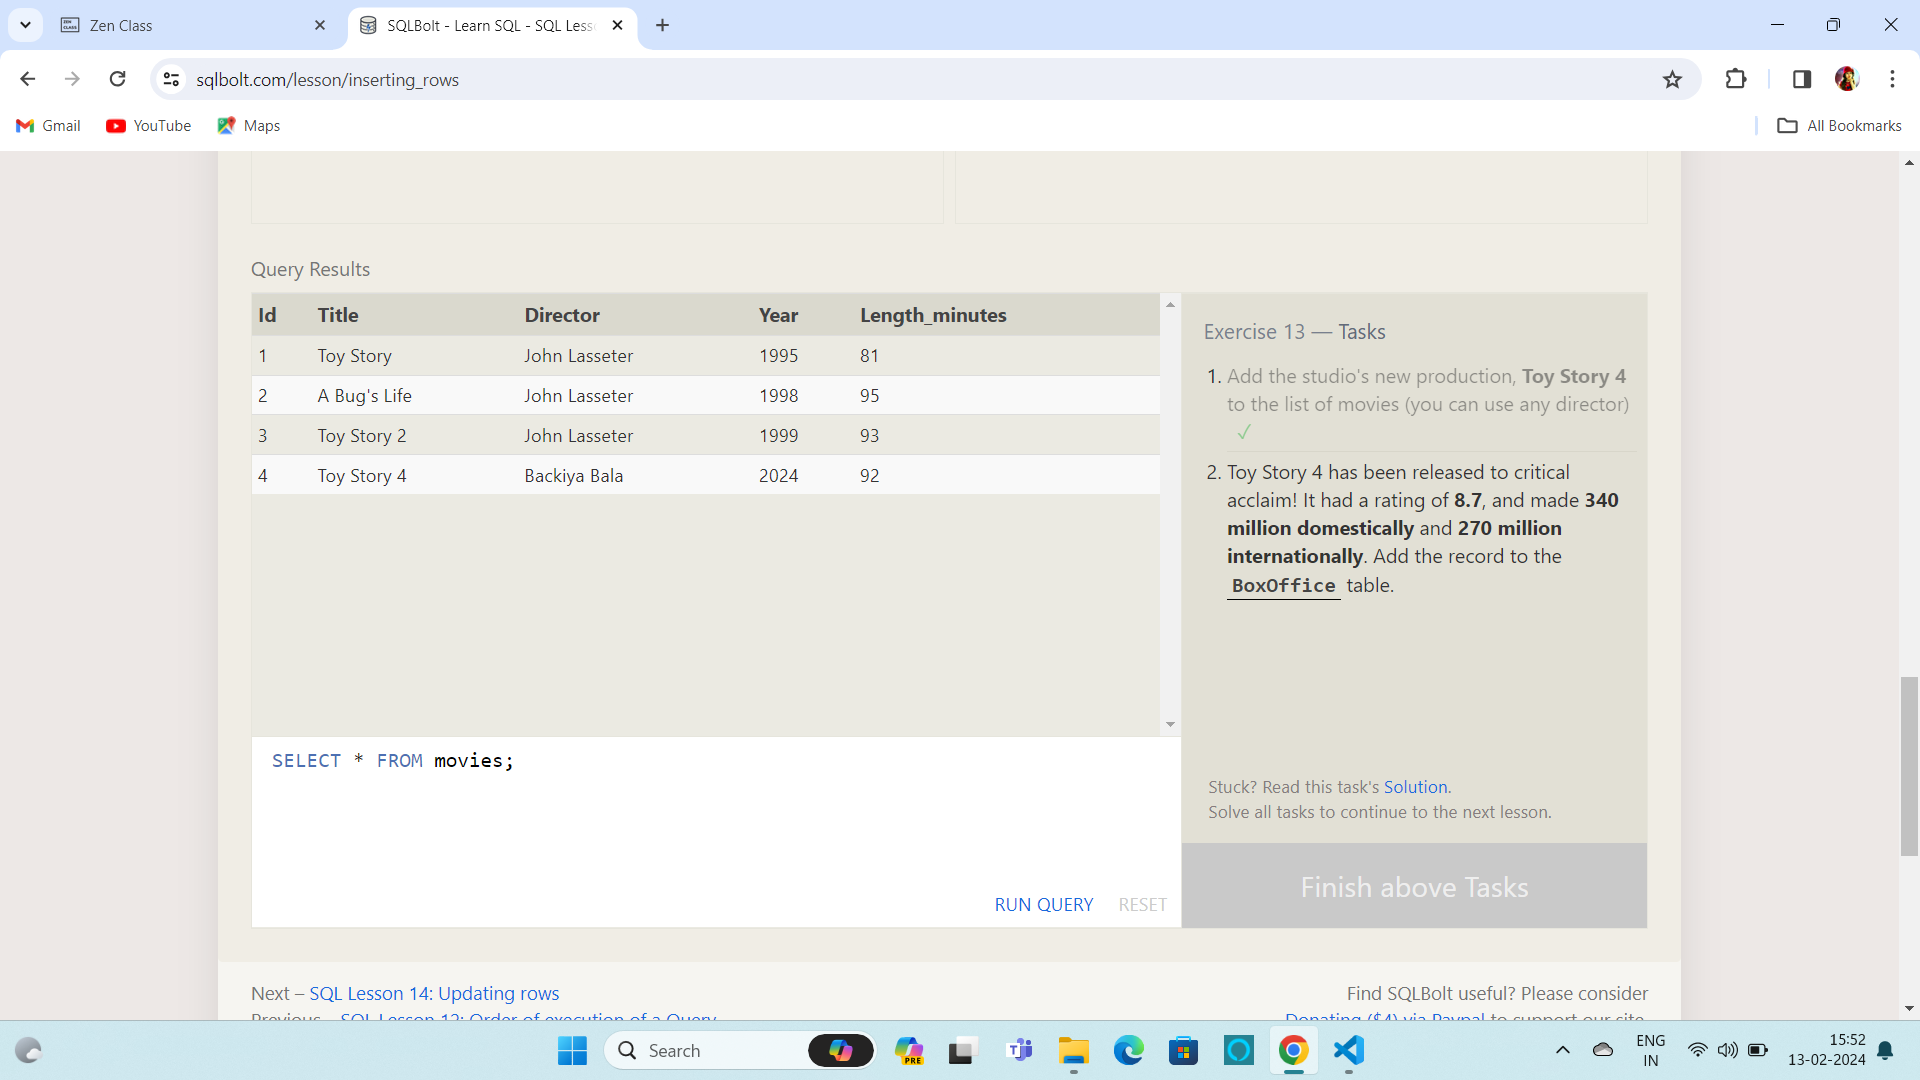 Zen Class
SQLBolt - Learn SQL - SQL Less
sqlbolt.com/lesson/inserting_rows
Gmail
YouTube
Maps
All Bookmarks
Query Results
Id Title Director Year Length_minutes
1 Toy Story John Lasseter 1995 81
2 A Bug's Life John Lasseter 1998 95
3 Toy Story 2 John Lasseter 1999 93
4 Toy Story 4 Backiya Bala 2024 92
SELECT * FROM movies;
RUN QUERY RESET
Exercise 13 — Tasks
1. Add the studio's new production, Toy Story 4
to the list of movies (you can use any director)
✓
2. Toy Story 4 has been released to critical
acclaim! It had a rating of 8.7, and made 340
million domestically and 270 million
internationally. Add the record to the
BoxOffice table.
Stuck? Read this task's Solution.
Solve all tasks to continue to the next lesson.
Finish above Tasks
Next – SQL Lesson 14: Updating rows
Previous – SQL Lesson 12: Order of execution of a Query
Find SQLBolt useful? Please consider
Donating ($4) via Paypal to support our site.
Search
PRE
ENG
IN
15:52
13-02-2024